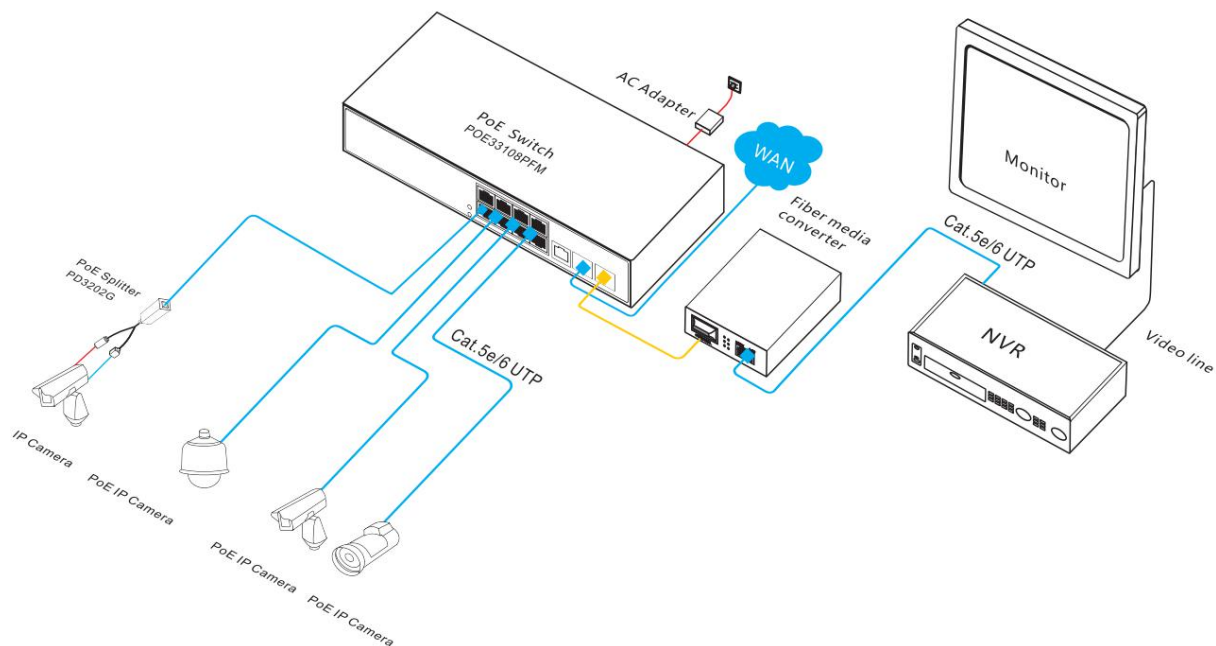 AC Adapter
PoE Switch
POE33108PFM
WAN
Monitor
Fiber media
converter
Cat.5e/6 UTP
PoE Splitter
PD3202G
NVR
Video line
Cat.5e/6 UTP
IP Camera
PoE IP Camera
PoE IP Camera
PoE IP Camera